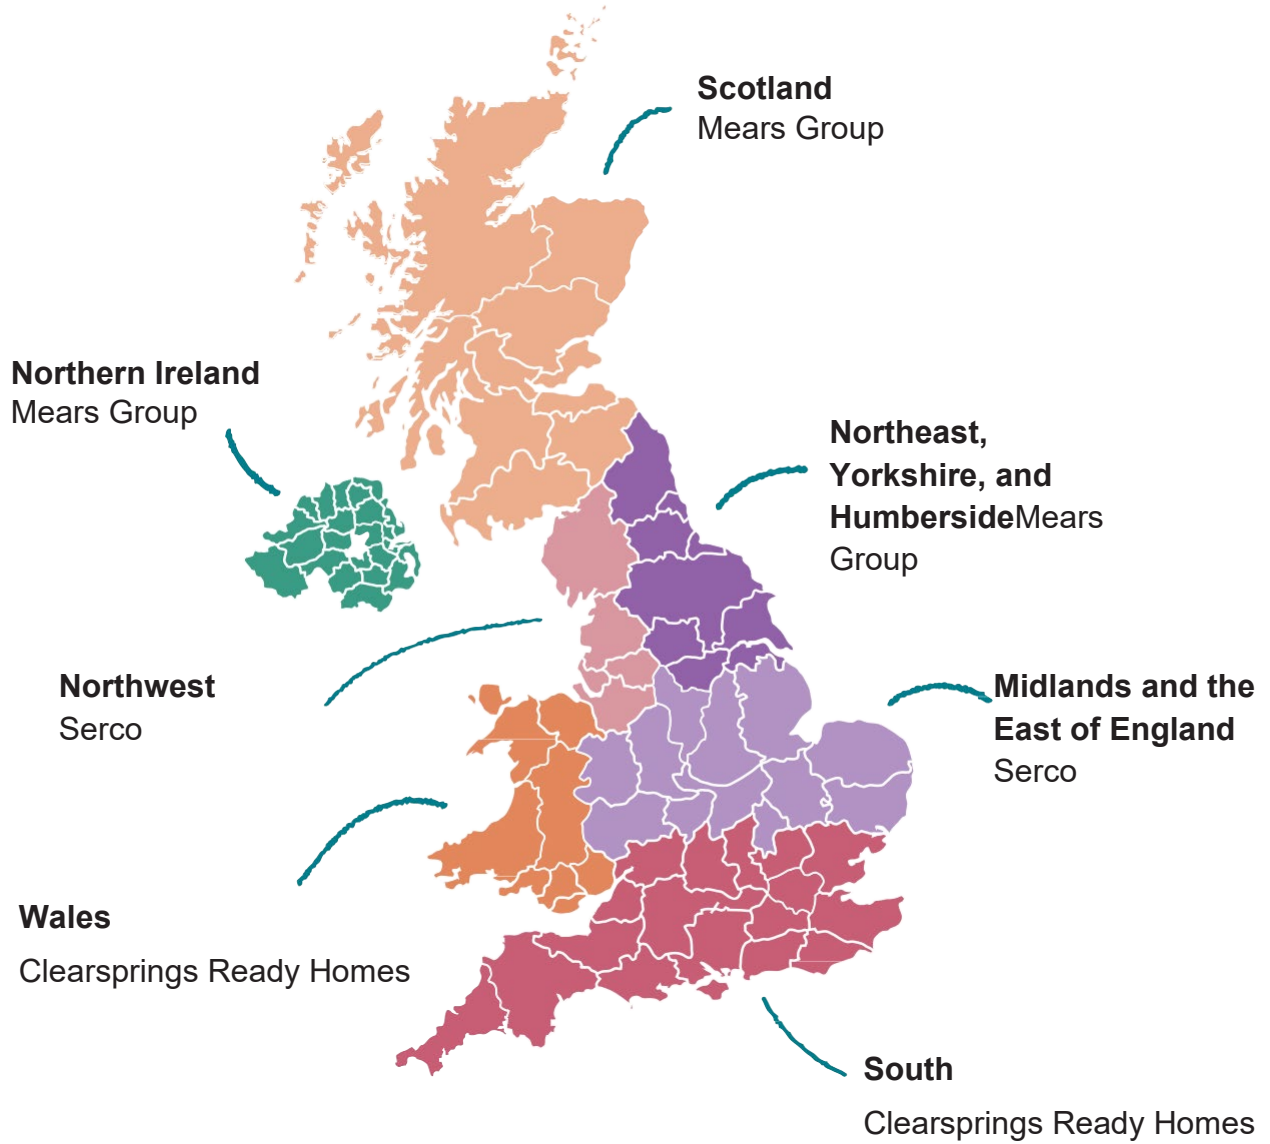 Scotland
Mears Group
Northern Ireland
Mears Group
Northeast,
Yorkshire, and
HumbersideMears
Group
Northwest
Serco
Midlands and the
East of England
Serco
Wales
Clearsprings Ready Homes
South
Clearsprings Ready Homes